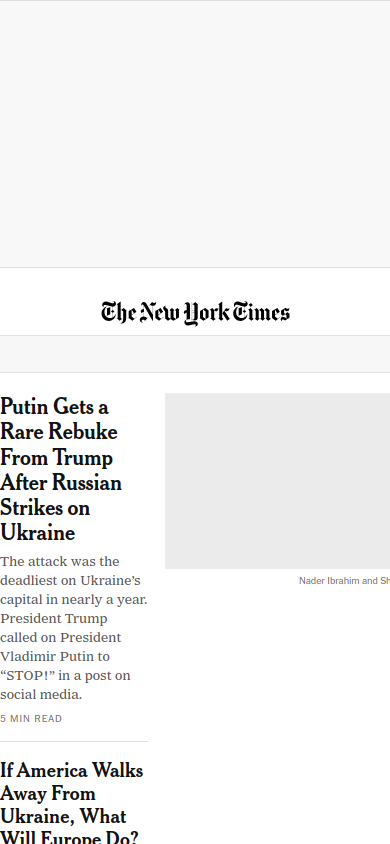 The New York Times
Putin Gets a
Rare Rebuke
From Trump
After Russian
Strikes on
Ukraine
The attack was the
deadliest on Ukraine’s
capital in nearly a year.
President Trump
called on President
Vladimir Putin to
“STOP!” in a post on
social media.
5 MIN READ
Nader Ibrahim and Sh
If America Walks
Away From
Ukraine, What
Will Europe Do?